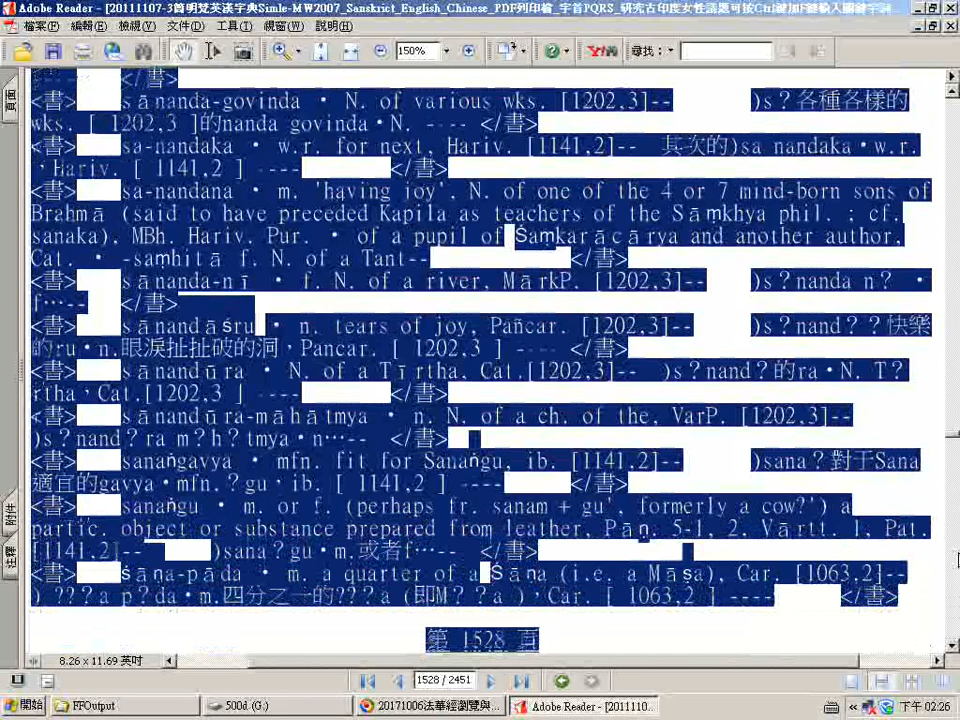 Adobe Reader - [20111107-3簡明梵英漢字典Simle-MW2007_Sanskrict_English_Chinese_PDF列印檔_字首PQRS_研究古印度女性議題可按Ctrl鍵加F鍵輸入關鍵字詞
檔案(F) 編輯(E) 檢視(V) 文件(D) 工具(T) 視窗(W) 說明(H)
150% 尋找:
</書>
<書> sānanda-govinda • N. of various wks. [1202,3]-- )s?各種各樣的
wks. [ 1202,3 ]的nanda govinda•N. ---- </書>
<書> sa-nandaka • w.r. for next, Hariv. [1141,2]-- 其次的)sa nandaka•w.r.
，Hariv. [ 1141,2 ] ---- </書>
<書> sa-nandana • m. 'having joy', N. of one of the 4 or 7 mind-born sons of
Brahmā (said to have preceded Kapila as teachers of the Sāṃkhya phil. ; cf.
sanaka), MBh. Hariv. Pur. • of a pupil of Śaṃkarācārya and another author,
Cat. • -saṃhitā f. N. of a Tant-- </書>
<書> sānanda-nī • f. N. of a river, MārkP. [1202,3]-- )s?nanda n? •
f…-- </書>
<書> sānandāśru • n. tears of joy, Pañcar. [1202,3]-- )s?nand??快樂
的ru•n.眼淚扯扯破的洞，Pancar. [ 1202,3 ] ---- </書>
<書> sānandūra • N. of a Tīrtha, Cat.[1202,3]-- )s?nand?的ra•N. T?
rtha，Cat.[1202,3 ] ---- </書>
<書> sānandūra-māhātmya • n. N. of a ch. of the, VarP. [1202,3]--
)s?nand?ra m?h?tmya•n…-- </書>
<書> sanaṅgavya • mfn. fit for Sanaṅgu, ib. [1141,2]-- )sana?對于Sana
適宜的gavya•mfn.?gu，ib. [ 1141,2 ] ---- </書>
<書> sanaṅgu • m. or f. (perhaps fr. sanam + gu', formerly a cow?') a
partic. object or substance prepared from leather, Pāṇ. 5-1, 2, Vārtt. 1, Pat.
[1141,2]-- )sana?gu•m.或者f…-- </書>
<書> śāṇa-pāda • m. a quarter of a Śāṇa (i.e. a Māṣa), Car. [1063,2]--
) ???a p?da•m.四分之一的???a (即M??a )，Car. [ 1063,2 ] ---- </書>
第 1528 頁
頁面
附件
注釋
8.26 x 11.69 英吋
1528 / 2451
開始 FFOutput 500d (G:) 20171006法華經瀏覽與... Adobe Reader - [201110... 下午 02:26